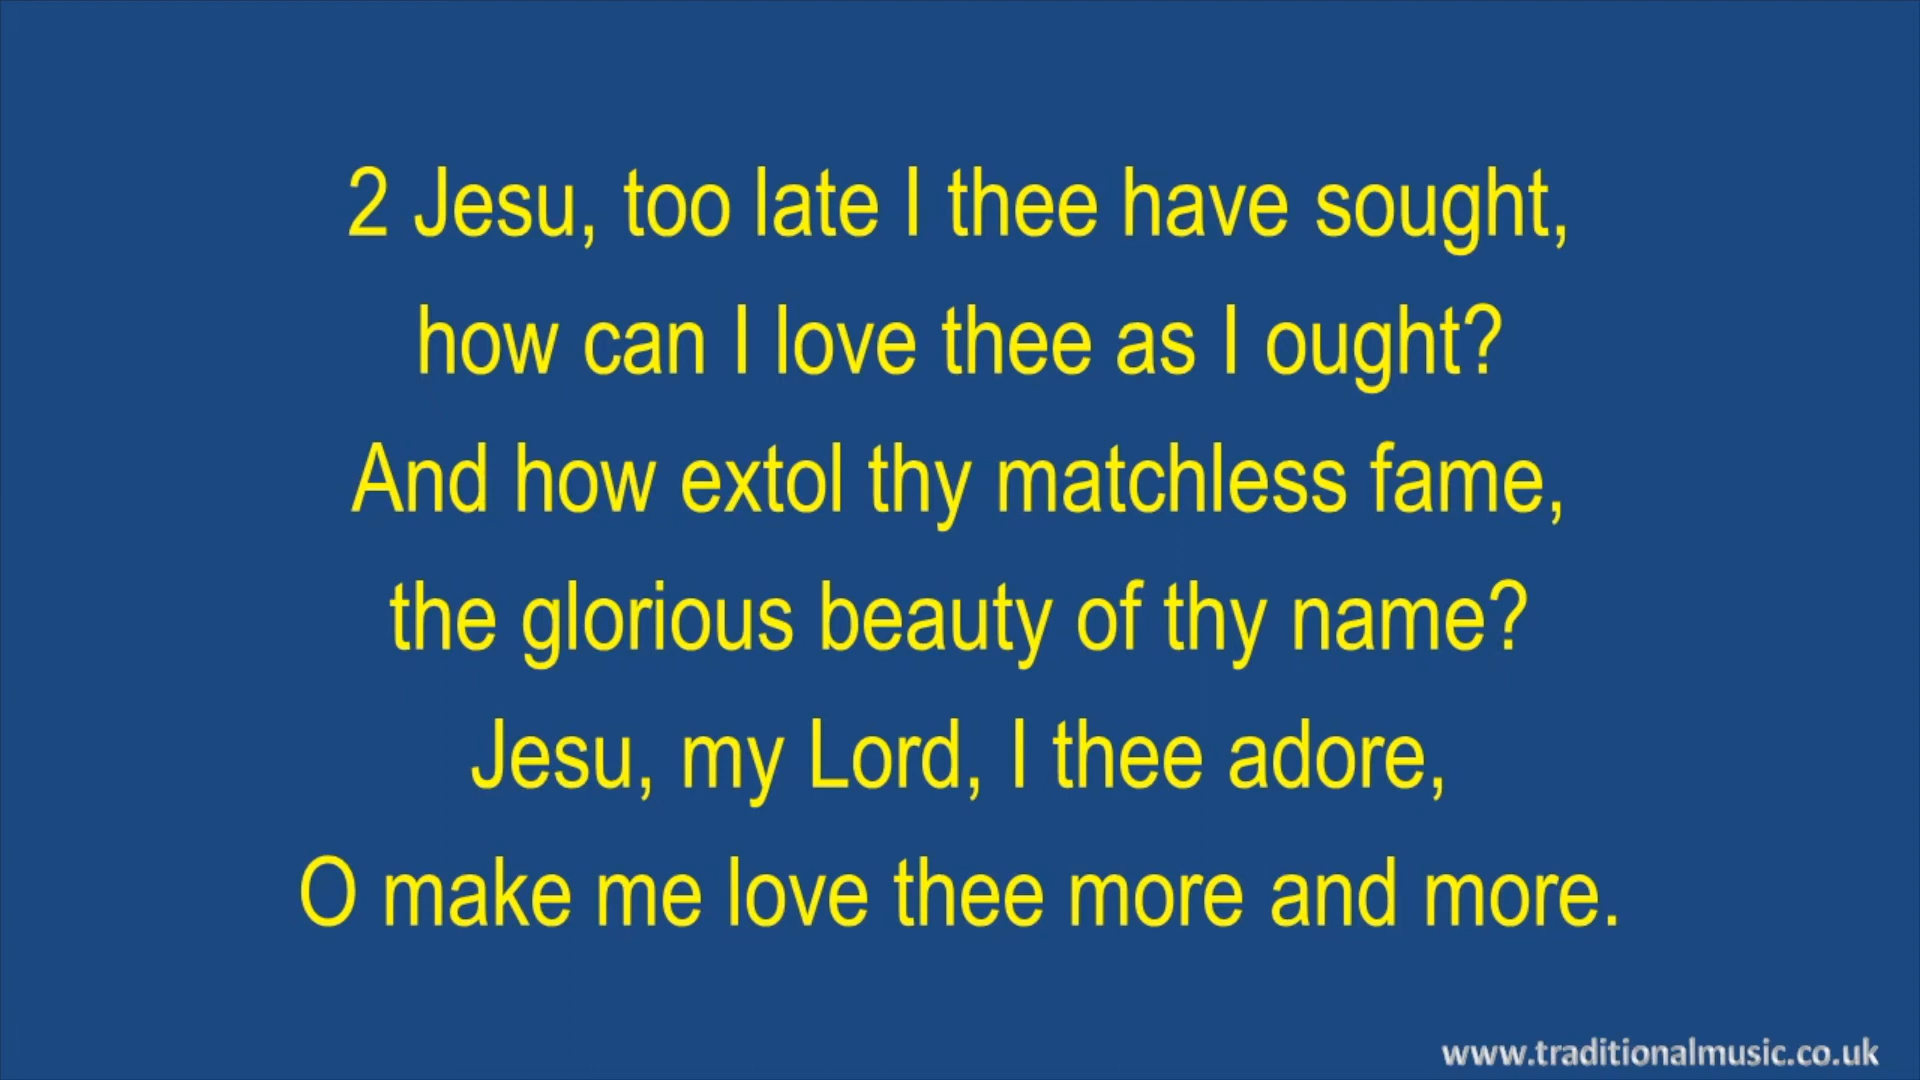 2 Jesu, too late I thee have sought,
how can I love thee as I ought?
And how extol thy matchless fame,
the glorious beauty of thy name?
Jesu, my Lord, I thee adore,
O make me love thee more and more.
www.traditionalmusic.co.uk